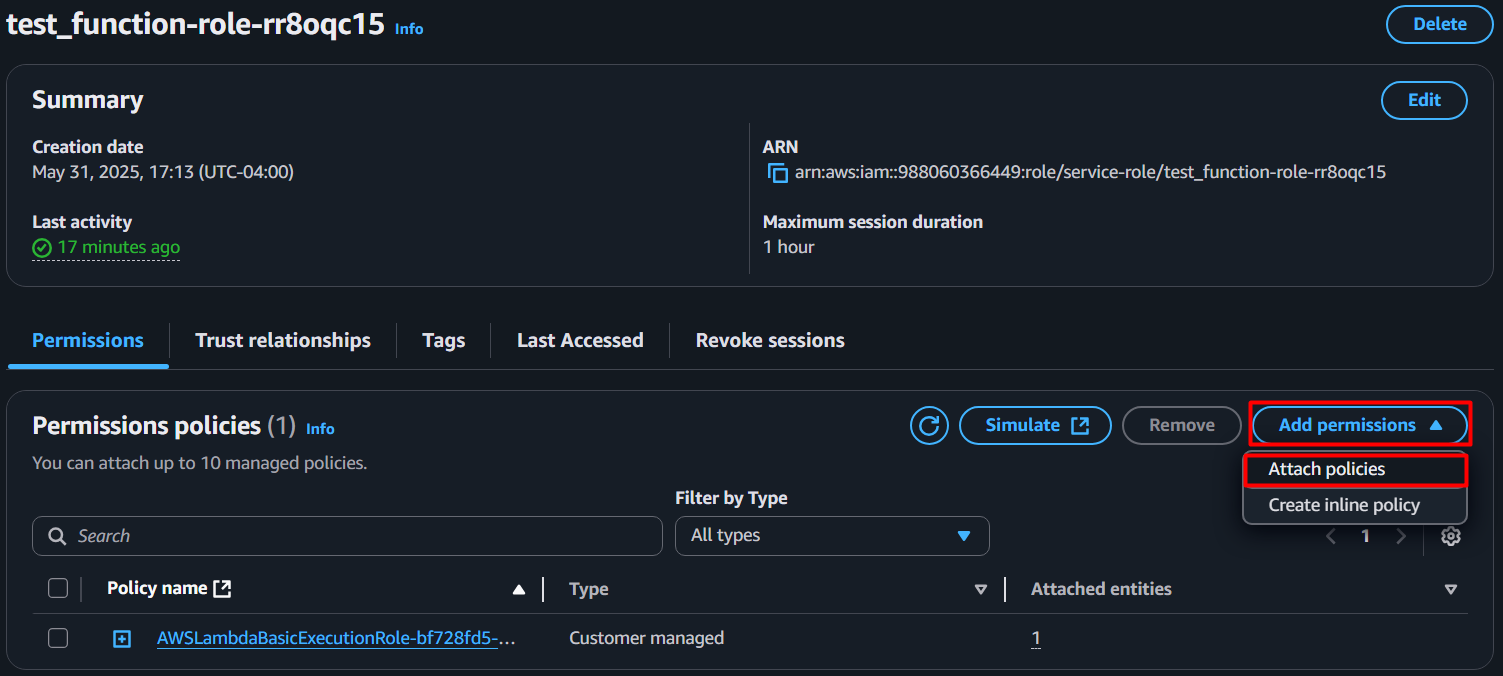 test_function-role-rr8oqc15 Info
Delete
Summary
Edit
Creation date
May 31, 2025, 17:13 (UTC-04:00)
ARN
arn:aws:iam::988060366449:role/service-role/test_function-role-rr8oqc15
Last activity
17 minutes ago
Maximum session duration
1 hour
Permissions
Trust relationships
Tags
Last Accessed
Revoke sessions
Permissions policies (1) Info
Simulate
Remove
Add permissions
You can attach up to 10 managed policies.
Attach policies
Create inline policy
Filter by Type
Search
All types
1
Policy name
Type
Attached entities
AWSLambdaBasicExecutionRole-bf728fd5-...
Customer managed
1